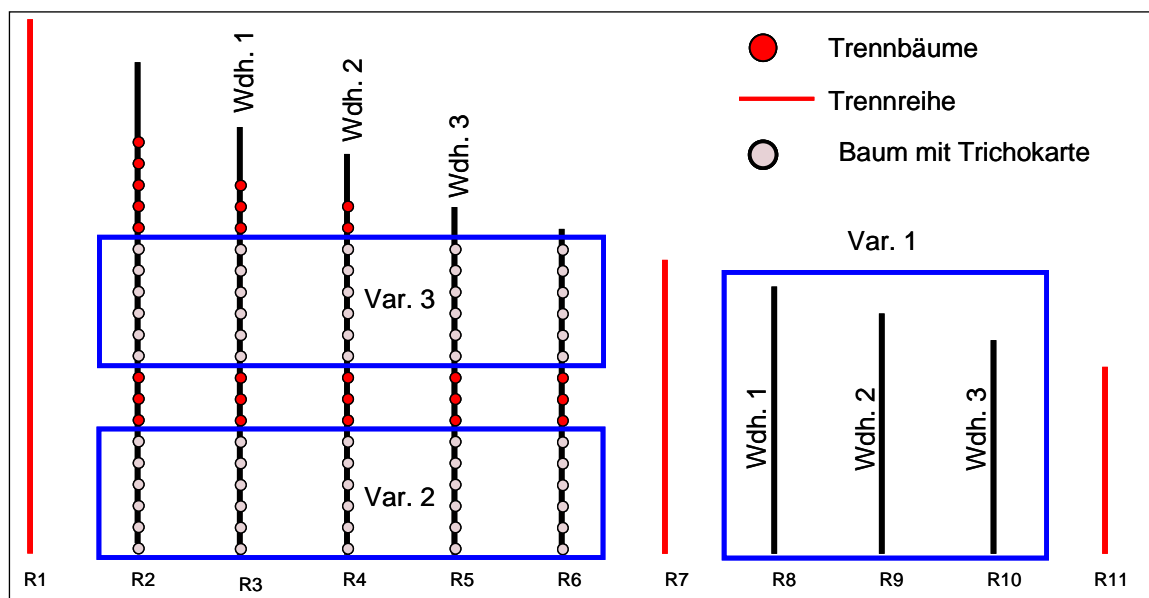 Trennbäume
Trennreihe
Baum mit Trichokarte
Wdh. 1
Wdh. 2
Wdh. 3
Var. 3
Var. 2
Var. 1
Wdh. 1
Wdh. 2
Wdh. 3
R1
R2
R3
R4
R5
R6
R7
R8
R9
R10
R11